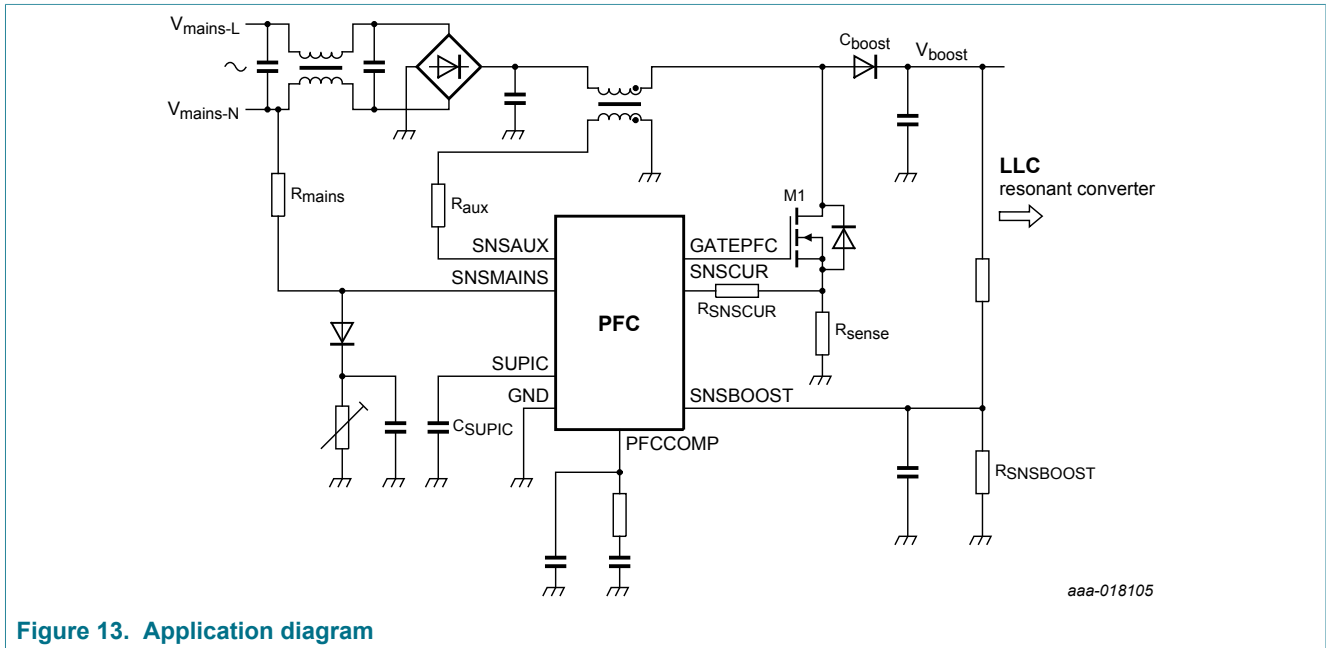 Vmains-L
Cboost
Vboost
Vmains-N
LLC
resonant converter
Rmains
M1
Raux
SNSAUX
GATEPFC
SNSMAINS
SNSCUR
RSNSCUR
PFC
Rsense
SUPIC
GND
SNSBOOST
CSUPIC
PFCCOMP
RSNSBOOST
aaa-018105
Figure 13. Application diagram